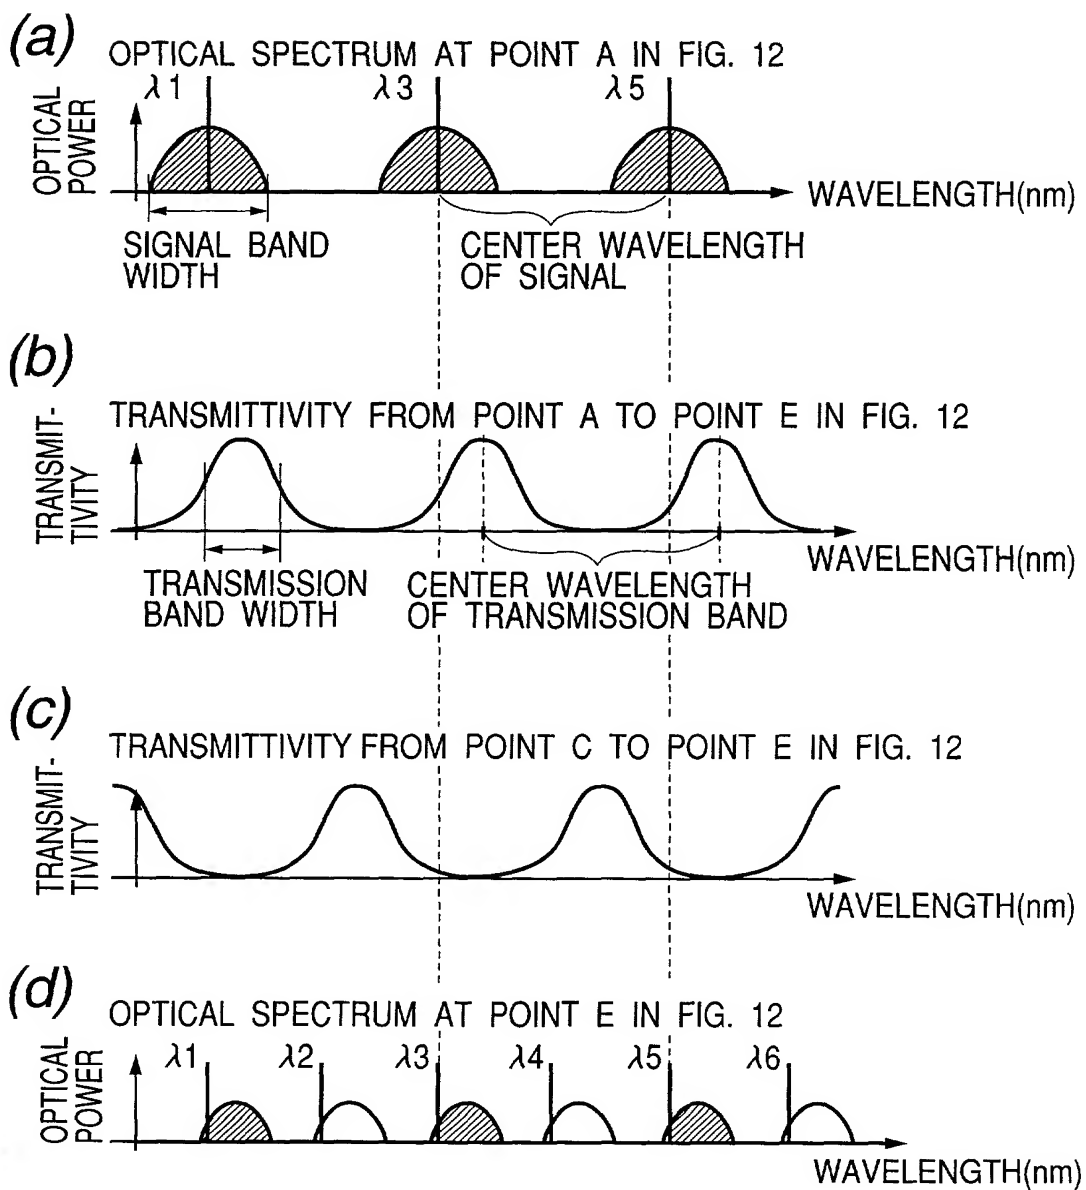 (a)
OPTICAL SPECTRUM AT POINT A IN FIG. 12
λ1
λ3
λ5
OPTICAL
POWER
WAVELENGTH(nm)
SIGNAL BAND
WIDTH
CENTER WAVELENGTH
OF SIGNAL
(b)
TRANSMITTIVITY FROM POINT A TO POINT E IN FIG. 12
TRANSMIT-
TIVITY
WAVELENGTH(nm)
TRANSMISSION
BAND WIDTH
CENTER WAVELENGTH
OF TRANSMISSION BAND
(c)
TRANSMITTIVITY FROM POINT C TO POINT E IN FIG. 12
TRANSMIT-
TIVITY
WAVELENGTH(nm)
(d)
OPTICAL SPECTRUM AT POINT E IN FIG. 12
λ1
λ2
λ3
λ4
λ5
λ6
OPTICAL
POWER
WAVELENGTH(nm)